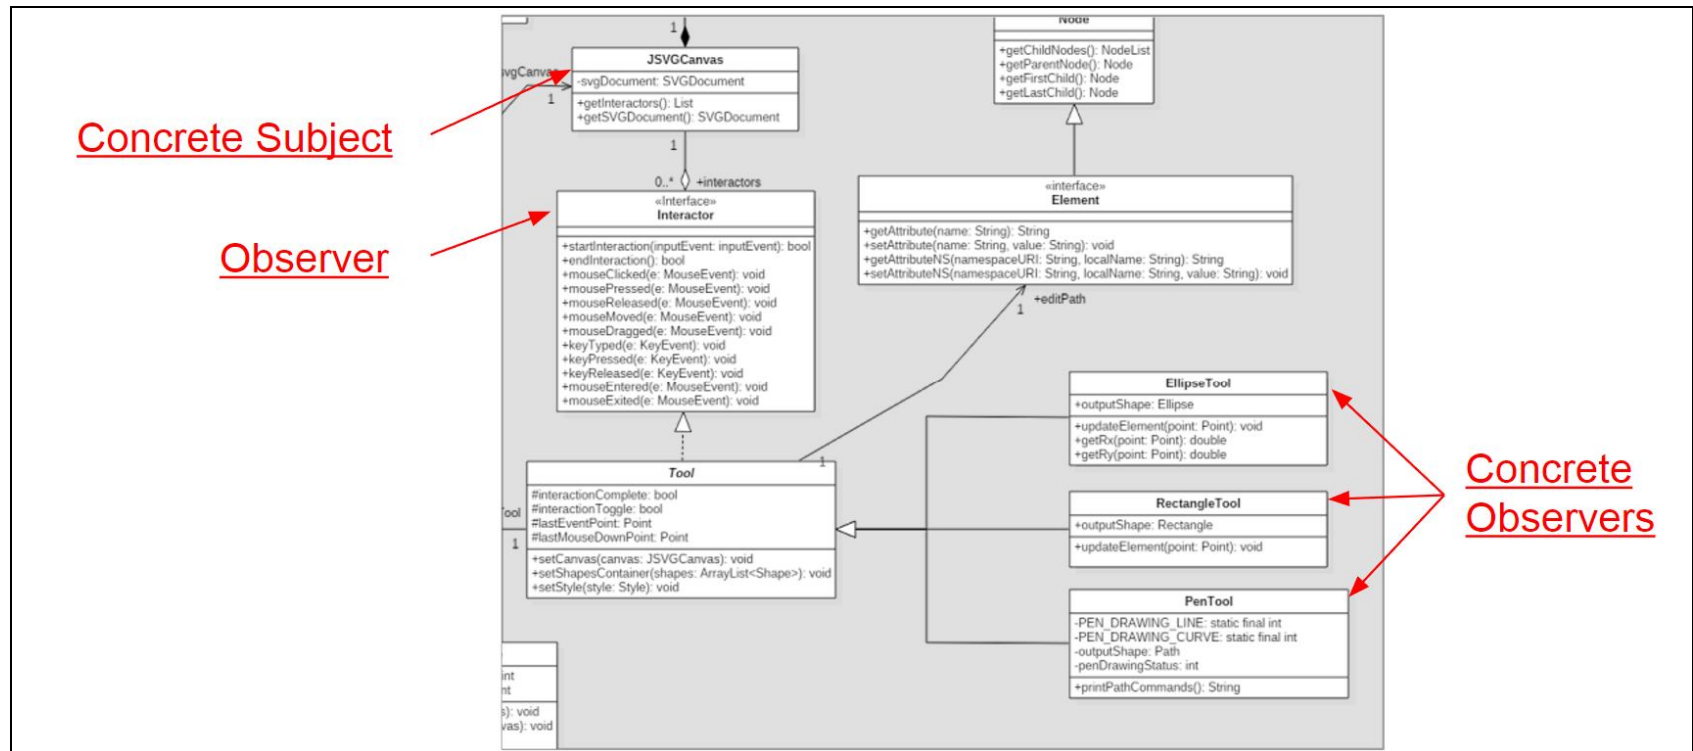 1
JSVGCanvas
-svgDocument: SVGDocument
+getInteractors(): List
+getSVGDocument(): SVGDocument
svgCanvas
1
Concrete Subject
1
0..* +interactors
«Interface»
Interactor
+startInteraction(inputEvent: inputEvent): bool
+endInteraction(): bool
+mouseClicked(e: MouseEvent): void
+mousePressed(e: MouseEvent): void
+mouseReleased(e: MouseEvent): void
+mouseMoved(e: MouseEvent): void
+mouseDragged(e: MouseEvent): void
+keyTyped(e: KeyEvent): void
+keyPressed(e: KeyEvent): void
+keyReleased(e: KeyEvent): void
+mouseEntered(e: MouseEvent): void
+mouseExited(e: MouseEvent): void
Observer
Node
+getChildNodes(): NodeList
+getParentNode(): Node
+getFirstChild(): Node
+getLastChild(): Node
«interface»
Element
+getAttribute(name: String): String
+setAttribute(name: String, value: String): void
+getAttributeNS(namespaceURI: String, localName: String): String
+setAttributeNS(namespaceURI: String, localName: String, value: String): void
+editPath
1
1
Tool
#interactionComplete: bool
#interactionToggle: bool
#lastEventPoint: Point
#lastMouseDownPoint: Point
+setCanvas(canvas: JSVGCanvas): void
+setShapesContainer(shapes: ArrayList<Shape>): void
+setStyle(style: Style): void
Tool
1
EllipseTool
+outputShape: Ellipse
+updateElement(point: Point): void
+getRx(point: Point): double
+getRy(point: Point): double
RectangleTool
+outputShape: Rectangle
+updateElement(point: Point): void
PenTool
-PEN_DRAWING_LINE: static final int
-PEN_DRAWING_CURVE: static final int
-outputShape: Path
-penDrawingStatus: int
+printPathCommands(): String
Concrete
Observers
int
nt
s): void
vas): void